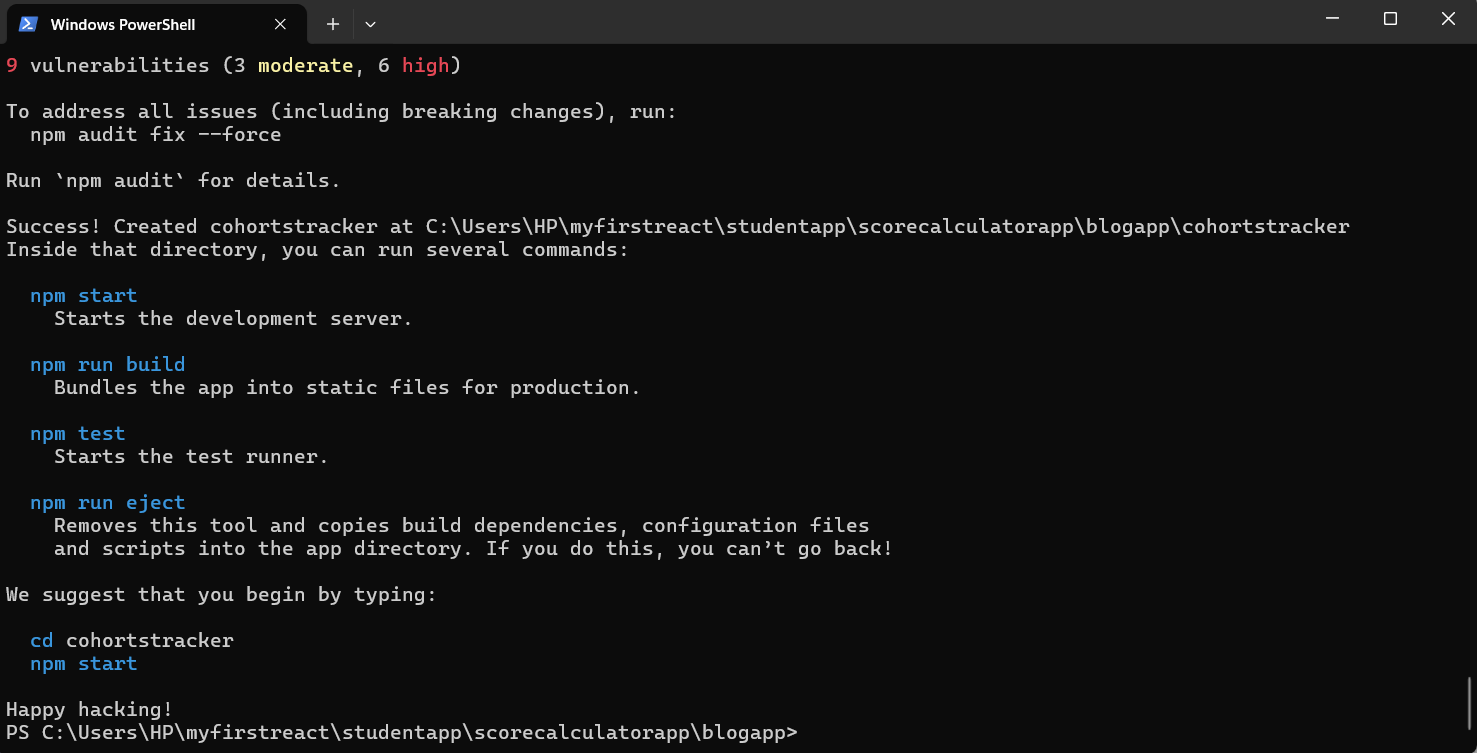 Windows PowerShell
9 vulnerabilities (3 moderate, 6 high)
To address all issues (including breaking changes), run:
npm audit fix --force
Run `npm audit` for details.
Success! Created cohortstracker at C:\Users\HP\myfirstreact\studentapp\scorecalculatorapp\blogapp\cohortstracker
Inside that directory, you can run several commands:
npm start
Starts the development server.
npm run build
Bundles the app into static files for production.
npm test
Starts the test runner.
npm run eject
Removes this tool and copies build dependencies, configuration files
and scripts into the app directory. If you do this, you can’t go back!
We suggest that you begin by typing:
cd cohortstracker
npm start
Happy hacking!
PS C:\Users\HP\myfirstreact\studentapp\scorecalculatorapp\blogapp>